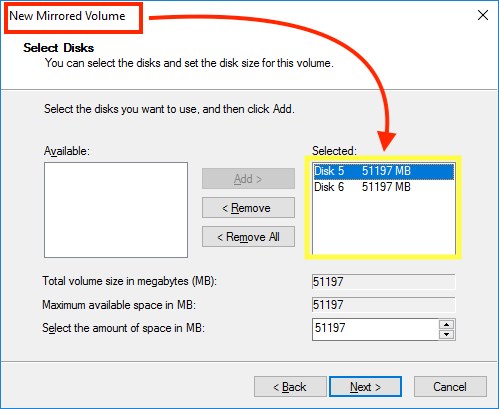 New Mirrored Volume
Select Disks
You can select the disks and set the disk size for this volume.
Select the disks you want to use, and then click Add.
Available:
Selected:
Add >
< Remove
< Remove All
Disk 5 51197 MB
Disk 6 51197 MB
Total volume size in megabytes (MB): 51197
Maximum available space in MB: 51197
Select the amount of space in MB: 51197
< Back Next > Cancel